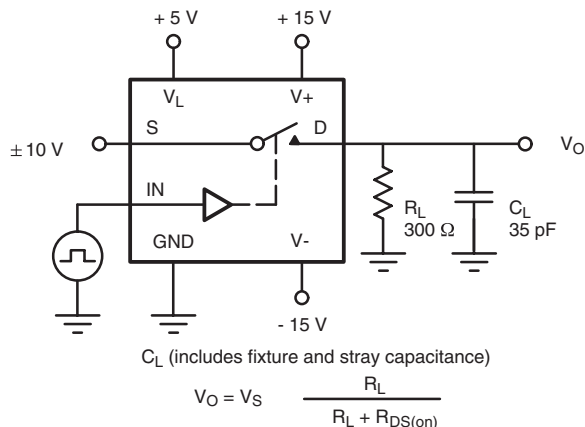 + 5 V
+ 15 V
V_L
V+
S
D
± 10 V
V_O
IN
R_L
300 Ω
C_L
35 pF
GND
V-
- 15 V
C_L (includes fixture and stray capacitance)
V_O = V_S R_L
R_L + R_DS(on)